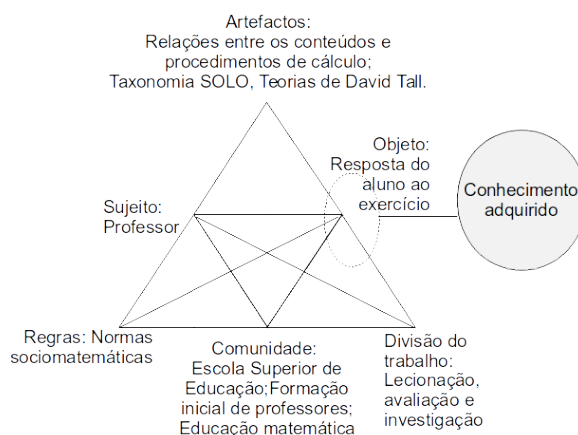 Artefactos:
Relações entre os conteúdos e
procedimentos de cálculo;
Taxonomia SOLO, Teorias de David Tall.
Objeto:
Resposta do
aluno ao
exercício
Conhecimento
adquirido
Sujeito:
Professor
Regras: Normas
sociomatemáticas
Comunidade:
Escola Superior de
Educação;Formação
inicial de professores;
Educação matemática
Divisão do
trabalho:
Lecionação,
avaliação e
investigação